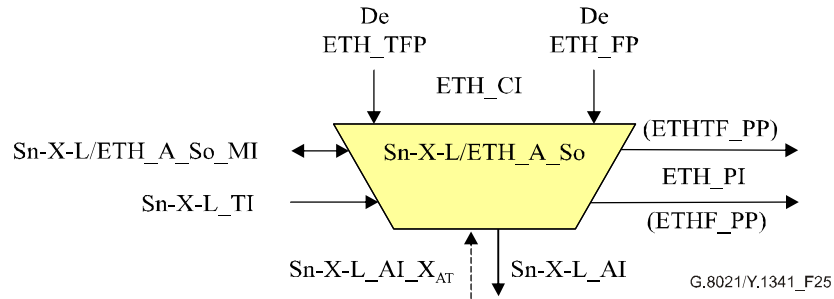 De
ETH_TFP
De
ETH_FP
ETH_CI
(ETHTF_PP)
Sn-X-L/ETH_A_So_MI
Sn-X-L/ETH_A_So
ETH_PI
Sn-X-L_TI
(ETHF_PP)
Sn-X-L_AI_X_AT
Sn-X-L_AI
G.8021/Y.1341_F25